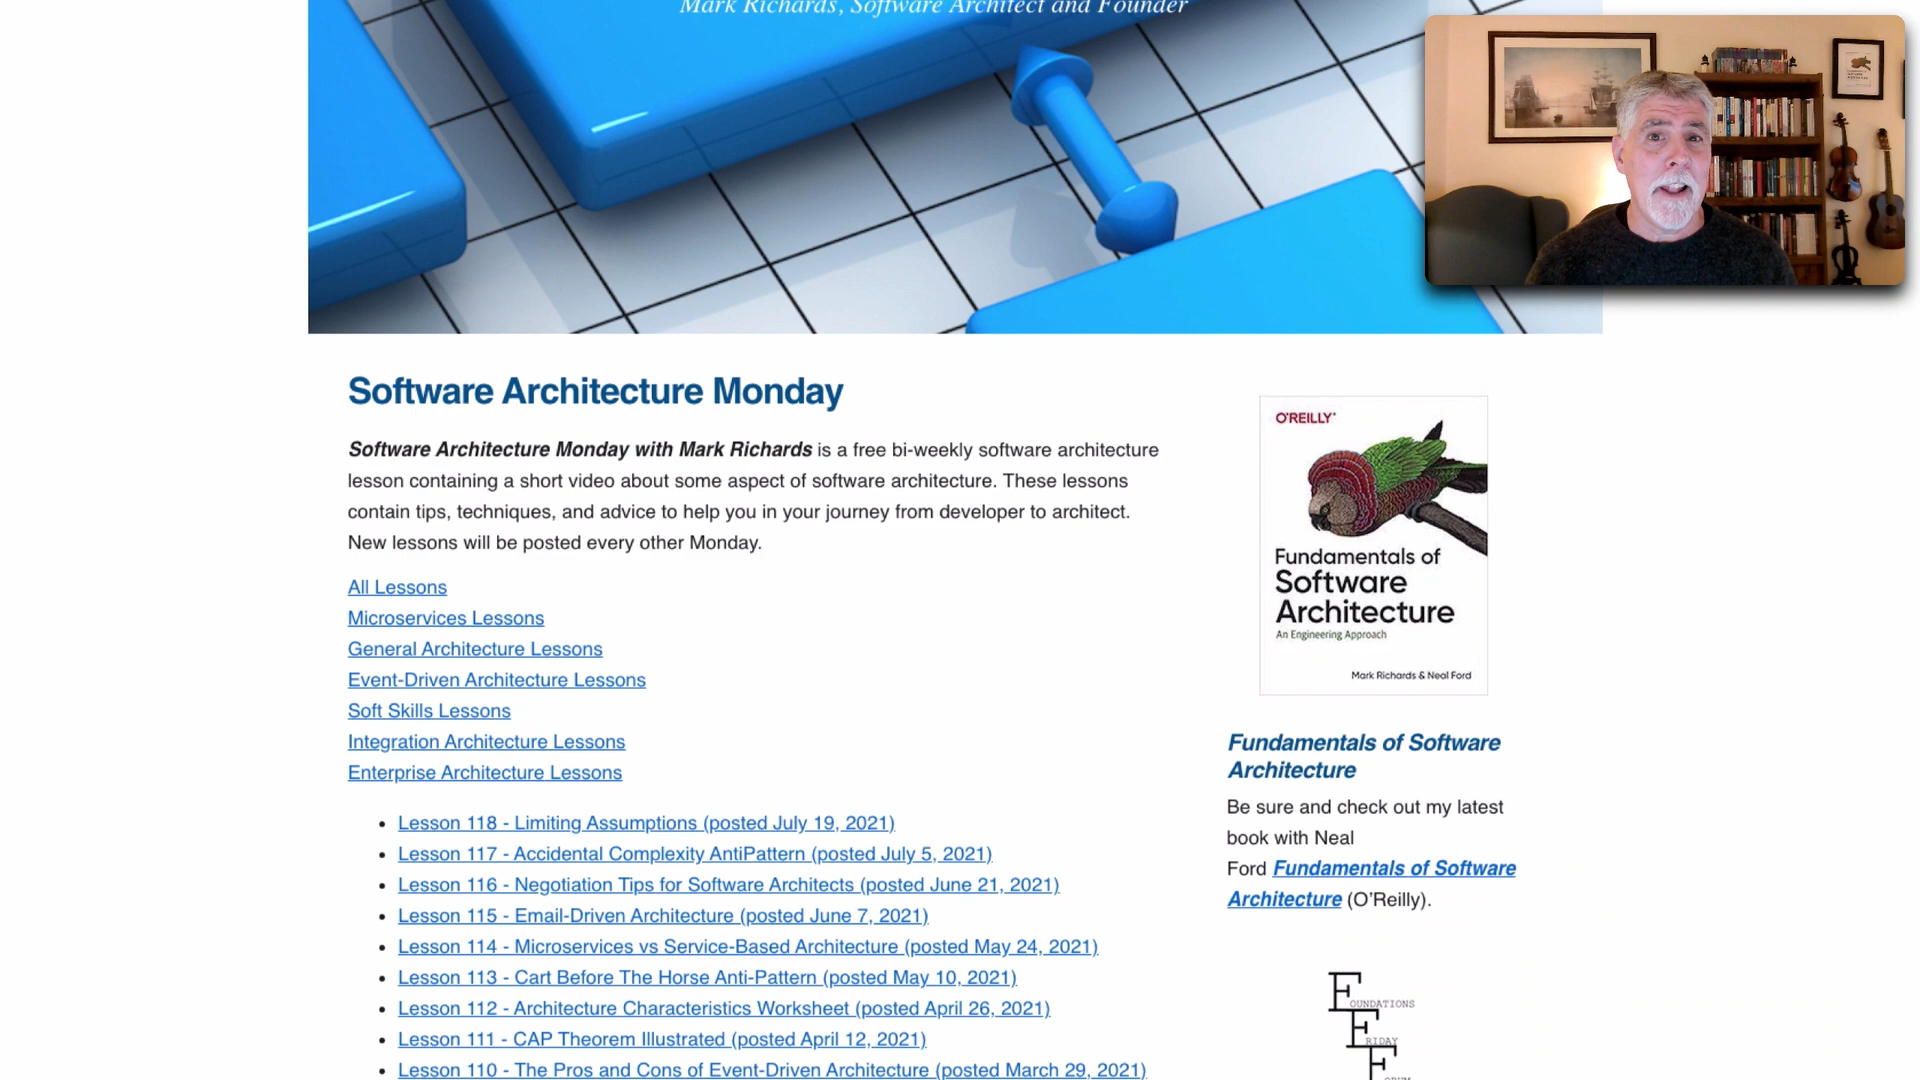 Mark Richards, Software Architect and Founder
Software Architecture Monday
Software Architecture Monday with Mark Richards is a free bi-weekly software architecture
lesson containing a short video about some aspect of software architecture. These lessons
contain tips, techniques, and advice to help you in your journey from developer to architect.
New lessons will be posted every other Monday.
All Lessons
Microservices Lessons
General Architecture Lessons
Event-Driven Architecture Lessons
Soft Skills Lessons
Integration Architecture Lessons
Enterprise Architecture Lessons
• Lesson 118 - Limiting Assumptions (posted July 19, 2021)
• Lesson 117 - Accidental Complexity AntiPattern (posted July 5, 2021)
• Lesson 116 - Negotiation Tips for Software Architects (posted June 21, 2021)
• Lesson 115 - Email-Driven Architecture (posted June 7, 2021)
• Lesson 114 - Microservices vs Service-Based Architecture (posted May 24, 2021)
• Lesson 113 - Cart Before The Horse Anti-Pattern (posted May 10, 2021)
• Lesson 112 - Architecture Characteristics Worksheet (posted April 26, 2021)
• Lesson 111 - CAP Theorem Illustrated (posted April 12, 2021)
• Lesson 110 - The Pros and Cons of Event-Driven Architecture (posted March 29, 2021)
O'REILLY®
Fundamentals of
Software
Architecture
An Engineering Approach
Mark Richards & Neal Ford
Fundamentals of Software
Architecture
Be sure and check out my latest
book with Neal
Ford Fundamentals of Software
Architecture (O'Reilly).
FOUNDATIONS
FRIDAY
FORUM